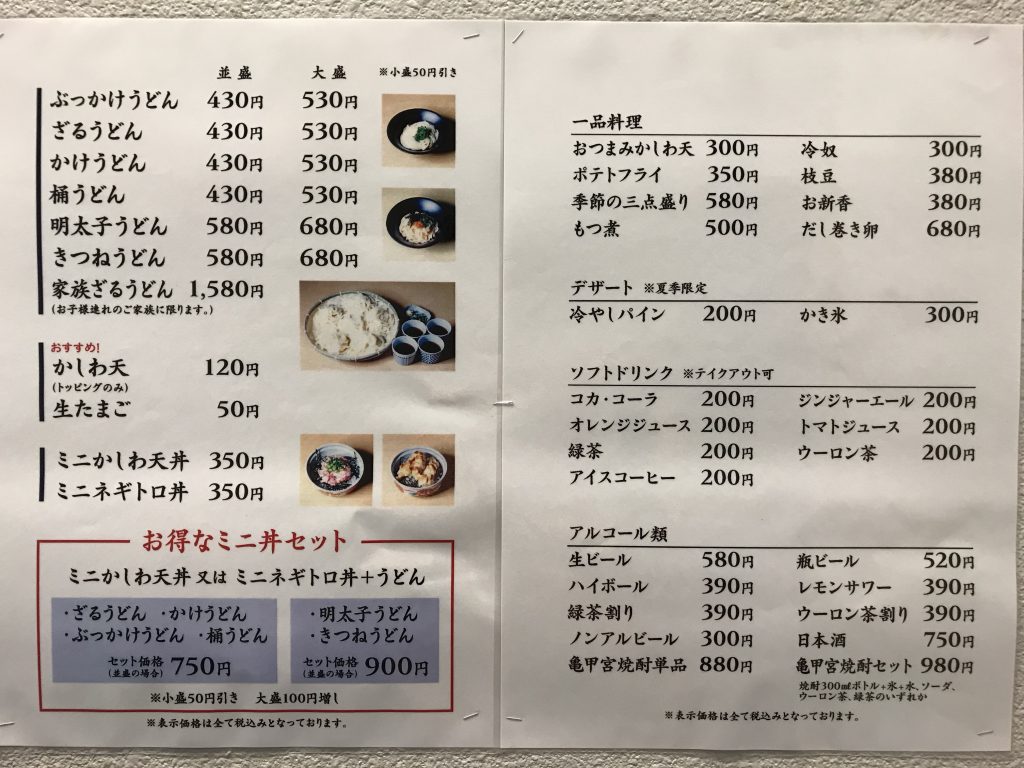 並盛 大盛 ※小盛50円引き
ぶっかけうどん 430円 530円
ざるうどん 430円 530円
かけうどん 430円 530円
桶うどん 430円 530円
明太子うどん 580円 680円
きつねうどん 580円 680円
家族ざるうどん 1,580円
(お子様連れのご家族に限ります。)
おすすめ!
かしわ天 120円
(トッピングのみ)
生たまご 50円
ミニかしわ天丼 350円
ミニネギトロ丼 350円
お得なミニ丼セット
ミニかしわ天丼 又は ミニネギトロ丼+うどん
・ざるうどん ・かけうどん
・ぶっかけうどん ・桶うどん
セット価格 (並盛の場合) 750円
・明太子うどん
・きつねうどん
セット価格 (並盛の場合) 900円
※小盛50円引き 大盛100円増し
※表示価格は全て税込みとなっております。
一品料理
おつまみかしわ天 300円 冷奴 300円
ポテトフライ 350円 枝豆 380円
季節の三点盛り 580円 お新香 380円
もつ煮 500円 だし巻き卵 680円
デザート ※夏季限定
冷やしパイン 200円 かき氷 300円
ソフトドリンク ※テイクアウト可
コカ・コーラ 200円 ジンジャーエール 200円
オレンジジュース 200円 トマトジュース 200円
緑茶 200円 ウーロン茶 200円
アイスコーヒー 200円
アルコール類
生ビール 580円 瓶ビール 520円
ハイボール 390円 レモンサワー 390円
緑茶割り 390円 ウーロン茶割り 390円
ノンアルビール 300円 日本酒 750円
亀甲宮焼酎単品 880円 亀甲宮焼酎セット 980円
焼酎300mlボトル+氷+水、ソーダ、
ウーロン茶、緑茶のいずれか
※表示価格は全て税込みとなっております。